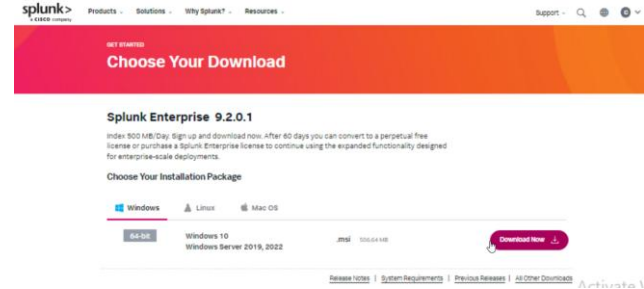 splunk>
a CISCO company
Products
Solutions
Why Splunk?
Resources
Support
GET STARTED
Choose Your Download
Splunk Enterprise 9.2.0.1
Index 500 MB/Day. Sign up and download now. After 60 days you can convert to a perpetual free
license or purchase a Splunk Enterprise license to continue using the expanded functionality designed
for enterprise-scale deployments.
Choose Your Installation Package
Windows
Linux
Mac OS
64-bit
Windows 10
Windows Server 2019, 2022
.msi
Download Now
Release Notes | System Requirements | Previous Releases | All Other Downloads
Activate